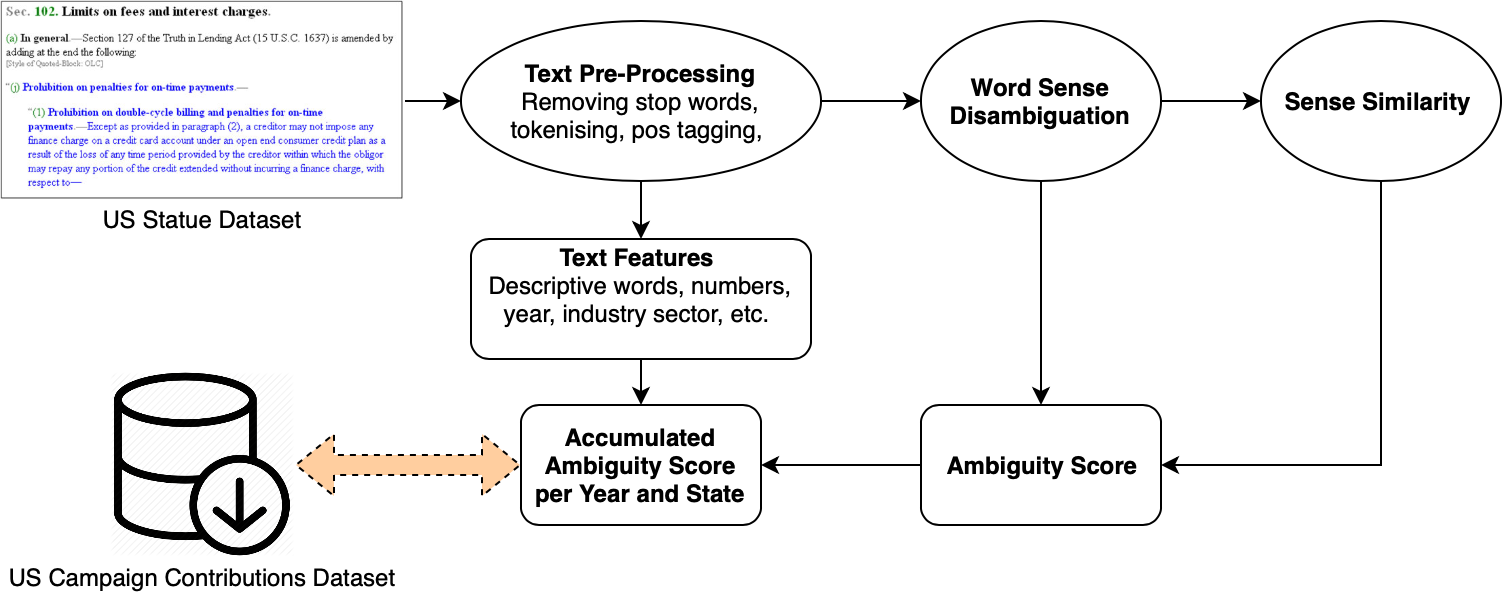 Sec. 102. Limits on fees and interest charges.
(a) In general.—Section 127 of the Truth in Lending Act (15 U.S.C. 1637) is amended by
adding at the end the following:
[Style of Quoted-Block: OLC]
"(j) Prohibition on penalties for on-time payments.—
"(1) Prohibition on double-cycle billing and penalties for on-time
payments.—Except as provided in paragraph (2), a creditor may not impose any
finance charge on a credit card account under an open end consumer credit plan as a
result of the loss of any time period provided by the creditor within which the obligor
may repay any portion of the credit extended without incurring a finance charge, with
respect to—
US Statue Dataset
Text Pre-Processing
Removing stop words,
tokenising, pos tagging,
Word Sense
Disambiguation
Sense Similarity
Text Features
Descriptive words, numbers,
year, industry sector, etc.
Accumulated
Ambiguity Score
per Year and State
Ambiguity Score
US Campaign Contributions Dataset